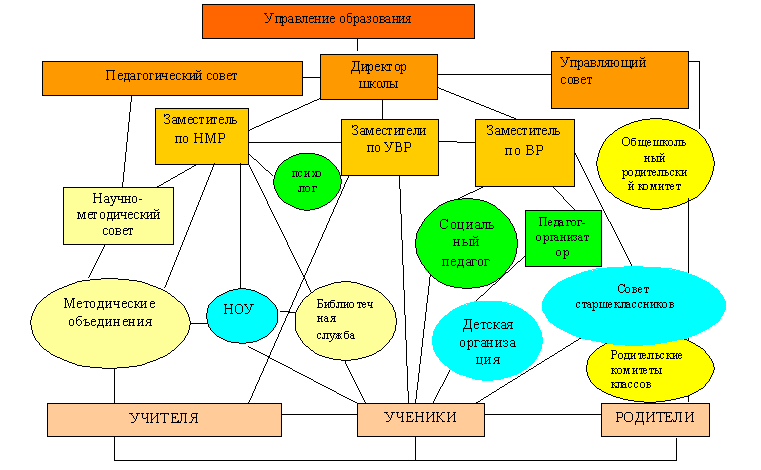 Управление образования
Педагогический совет
Директор
школы
Управляющий
совет
Заместитель
по НМР
Заместители
по УВР
Заместитель
по ВР
Общешколь
ный
родительски
й комитет
психо
лог
Научно-
методический
совет
Социаль
ный
педагог
Педагог-
организат
ор
Методические
объединения
НОУ
Библиотеч
ная
служба
Совет
старшеклассников
Детская
организа
ция
Родительские
комитеты
классов
УЧИТЕЛЯ
УЧЕНИКИ
РОДИТЕЛИ